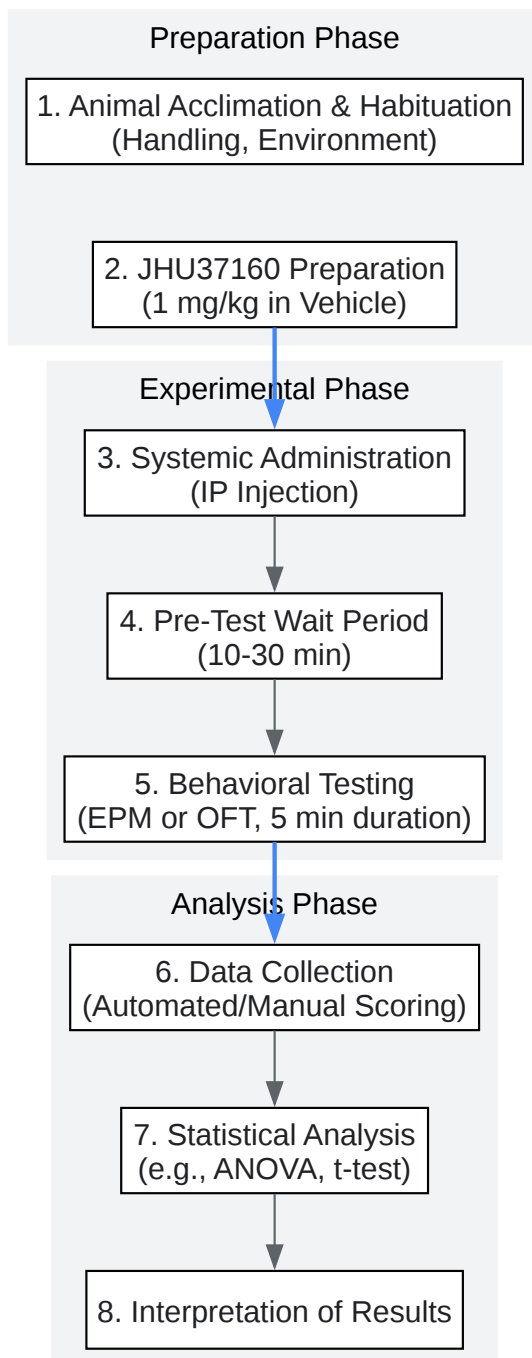 Preparation Phase
1. Animal Acclimation & Habituation
(Handling, Environment)
2. JHU37160 Preparation
(1 mg/kg in Vehicle)
Experimental Phase
3. Systemic Administration
(IP Injection)
4. Pre-Test Wait Period
(10-30 min)
5. Behavioral Testing
(EPM or OFT, 5 min duration)
Analysis Phase
6. Data Collection
(Automated/Manual Scoring)
7. Statistical Analysis
(e.g., ANOVA, t-test)
8. Interpretation of Results